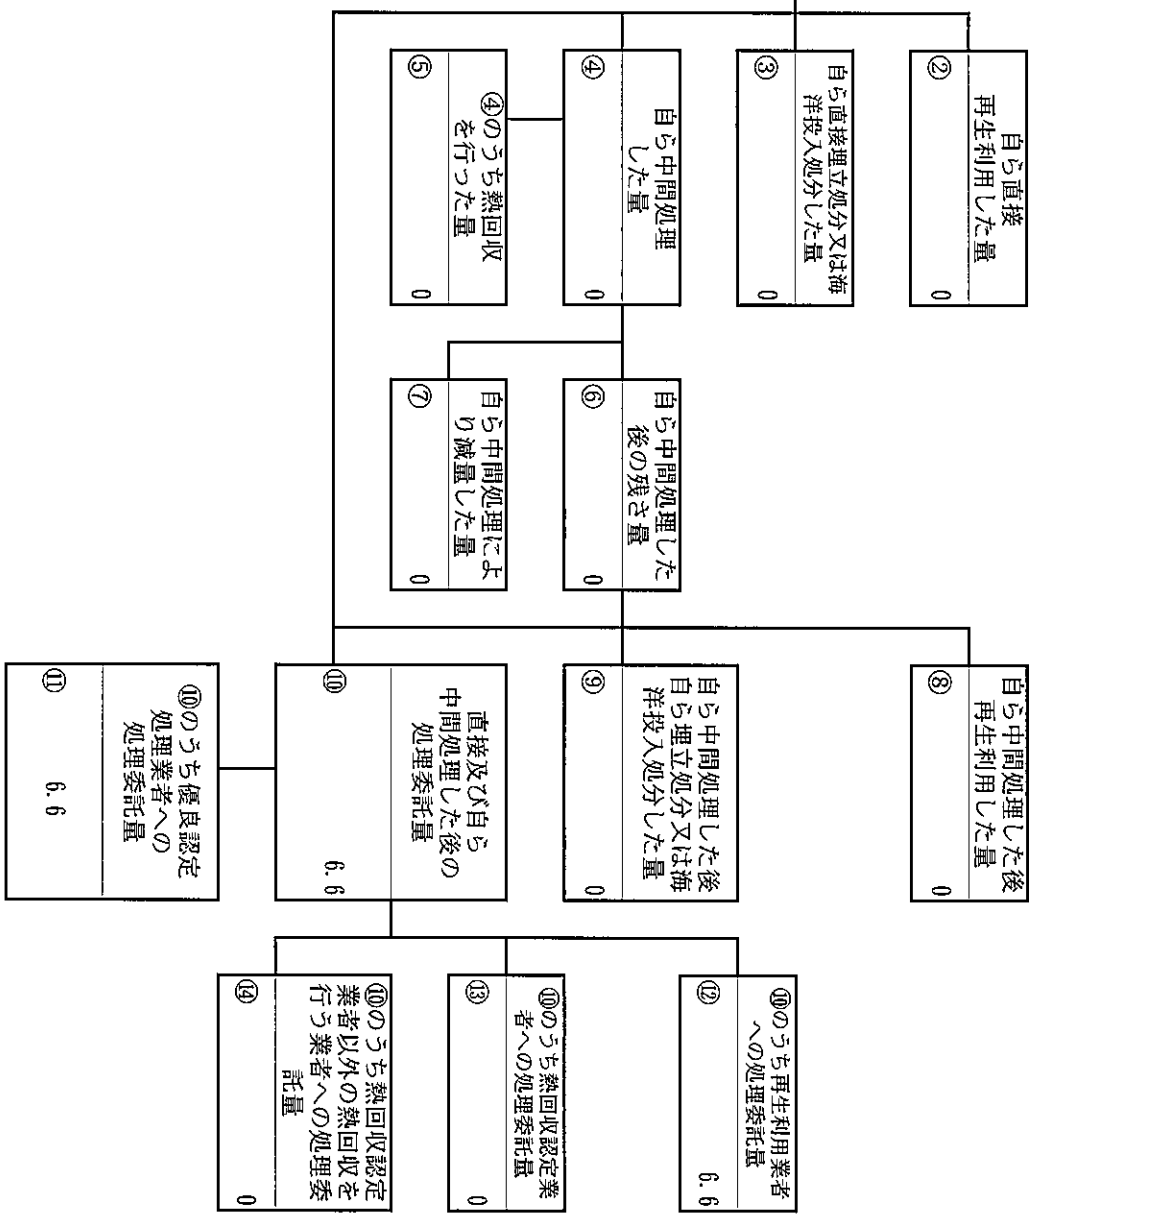 自ら直接
再生利用した量
②
0
自ら直接埋立処分又は海
洋投入処分した量
③
0
自ら中間処理
した量
④
0
④のうち熱回収
を行った量
⑤
0
自ら中間処理した
後の残さ量
⑥
0
自ら中間処理によ
り減量した量
⑦
0
自ら中間処理した後
再生利用した量
⑧
0
自ら中間処理した後
自ら埋立処分又は海
洋投入処分した量
⑨
0
直接及び自ら
中間処理した後の
処理委託量
⑩
6.6
⑩のうち優良認定
処理業者への
処理委託量
⑪
6.6
⑩のうち再生利用業者
への処理委託量
⑫
6.6
⑩のうち熱回収認定業
者への処理委託量
⑬
0
⑩のうち熱回収認定
業者以外の熱回収を
行う業者への処理委
託量
⑭
0